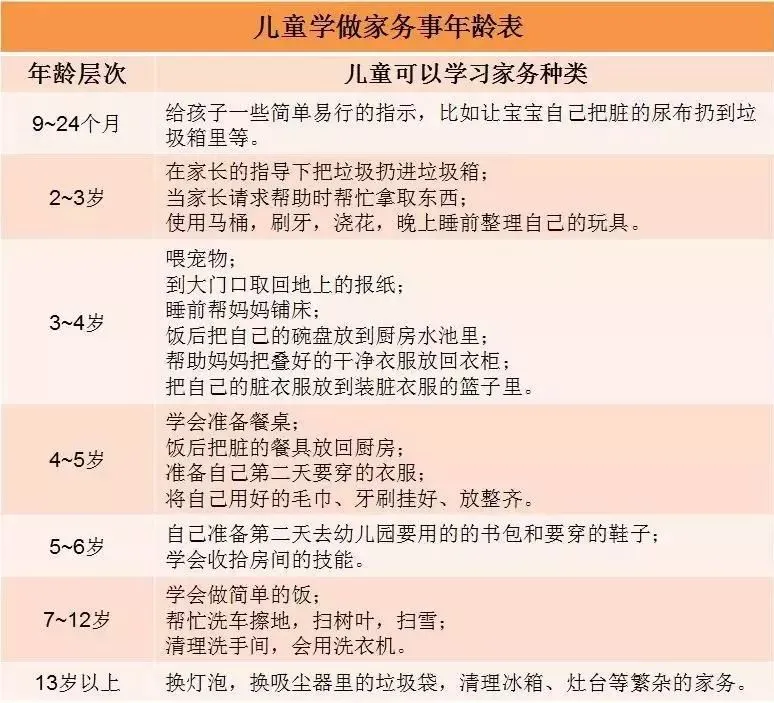 儿童学做家务事年龄表
年龄层次
儿童可以学习家务种类
9~24个月
给孩子一些简单易行的指示，比如让宝宝自己把脏的尿布扔到垃
圾箱里等。
2~3岁
在家长的指导下把垃圾扔进垃圾箱；
当家长请求帮助时帮忙拿取东西；
使用马桶，刷牙，浇花，晚上睡前整理自己的玩具。
3~4岁
喂宠物；
到大门口取回地上的报纸；
睡前帮妈妈铺床；
饭后把自己的碗盘放到厨房水池里；
帮助妈妈把叠好的干净衣服放回衣柜；
把自己的脏衣服放到装脏衣服的篮子里。
4~5岁
学会准备餐桌；
饭后把脏的餐具放回厨房；
准备自己第二天要穿的衣服；
将自己用好的毛巾、牙刷挂好、放整齐。
5~6岁
自己准备第二天去幼儿园要用的的书包和要穿的鞋子；
学会收拾房间的技能。
7~12岁
学会做简单的饭；
帮忙洗车擦地，扫树叶，扫雪；
清理洗手间，会用洗衣机。
13岁以上
换灯泡，换吸尘器里的垃圾袋，清理冰箱、灶台等繁杂的家务。